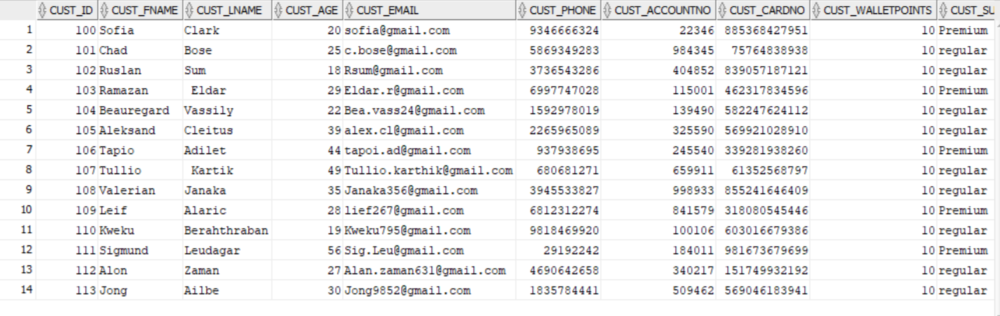 CUST_ID CUST_FNAME CUST_LNAME CUST_AGE CUST_EMAIL CUST_PHONE CUST_ACCOUNTNO CUST_CARDNO CUST_WALLETPOINTS CUST_SU
1 100 Sofia Clark 20 sofia@gmail.com 9346666324 22346 885368427951 10 Premium
2 101 Chad Bose 25 c.bose@gmail.com 5869349283 984345 75764838938 10 regular
3 102 Ruslan Sum 18 Rsum@gmail.com 3736543286 404852 839057187121 10 regular
4 103 Ramazan Eldar 29 Eldar.r@gmail.com 6997747028 115001 462317834596 10 Premium
5 104 Beauregard Vassily 22 Bea.vass24@gmail.com 1592978019 139490 582247624112 10 regular
6 105 Aleksand Cleitus 39 alex.cl@gmail.com 2265965089 325590 569921028910 10 regular
7 106 Tapio Adilet 44 tapoi.ad@gmail.com 937938695 245540 339281938260 10 Premium
8 107 Tullio Kartik 49 Tullio.karthik@gmail.com 680681271 659911 61352568797 10 regular
9 108 Valerian Janaka 35 Janaka356@gmail.com 3945533827 998933 855241646409 10 regular
10 109 Leif Alaric 28 lief267@gmail.com 6812312274 841579 318080545446 10 Premium
11 110 Kweku Berahthraban 19 Kweku795@gmail.com 9818469920 100106 603016679386 10 regular
12 111 Sigmund Leudagar 56 Sig.Leu@gmail.com 29192242 184011 981673679699 10 Premium
13 112 Alon Zaman 27 Alan.zaman631@gmail.com 4690642658 340217 151749932192 10 regular
14 113 Jong Ailbe 30 Jong9852@gmail.com 1835784441 509462 569046183941 10 regular